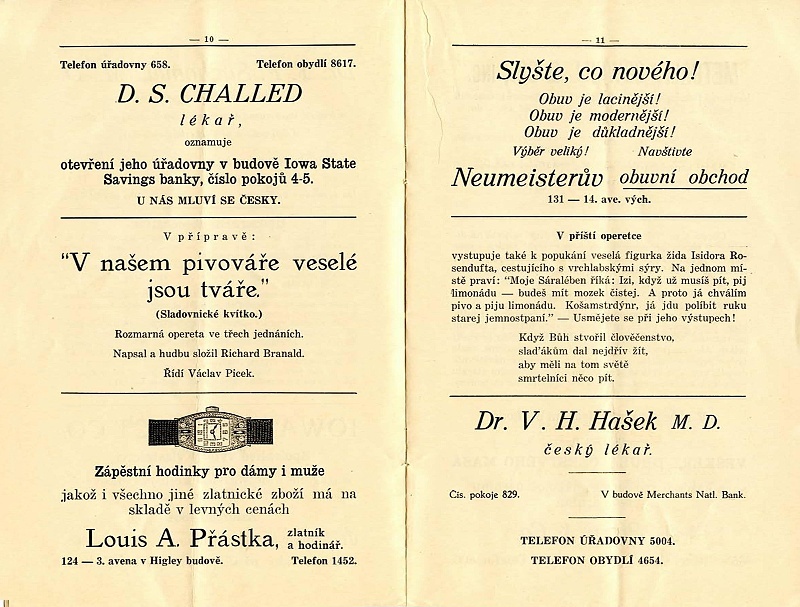 — 10 —
Telefon úřadovny 658. Telefon obydlí 8617.
D. S. CHALLED
lékař,
oznamuje
otevření jeho úřadovny v budově Iowa State
Savings banky, číslo pokojů 4-5.
U NÁS MLUVÍ SE ČESKY.
V přípravě:
"V našem pivováře veselé
jsou tváře."
(Sladovnické kvítko.)
Rozmarná opereta ve třech jednáních.
Napsal a hudbu složil Richard Branald.
Řídí Václav Picek.
Zápěstní hodinky pro dámy i muže
jakož i všechno jiné zlatnické zboží má na
skladě v levných cenách
Louis A. Přástka, zlatník
a hodinář.
124 — 3. avena v Higley budově. Telefon 1452.
— 11 —
Slyšte, co nového!
Obuv je lacinější!
Obuv je modernější!
Obuv je důkladnější!
Výběr veliký! Navštivte
Neumeisterův obuvní obchod
131 — 14. ave. vých.
V příští operetce
vystupuje také k popukání veselá figurka žida Isidora Ro-
sendufta, cestujícího s vrchlabskými sýry. Na jednom mí-
stě praví: "Moje Sáralében říká: Izi, když už musíš pít, pij
limonádu — budeš mít mozek čistej. A proto já chválím
pivo a piju limonádu. Košamstrdýnr, já jdu políbit ruku
starej jemnostpaní." — Usmějete se při jeho výstupech!
Když Bůh stvořil člověčenstvo,
slaďákům dal nejdřív žít,
aby měli na tom světě
smrtelníci něco pít.
Dr. V. H. Hašek M. D.
český lékař.
Čís. pokoje 829. V budově Merchants Natl. Bank.
TELEFON ÚŘADOVNY 5004.
TELEFON OBYDLÍ 4654.